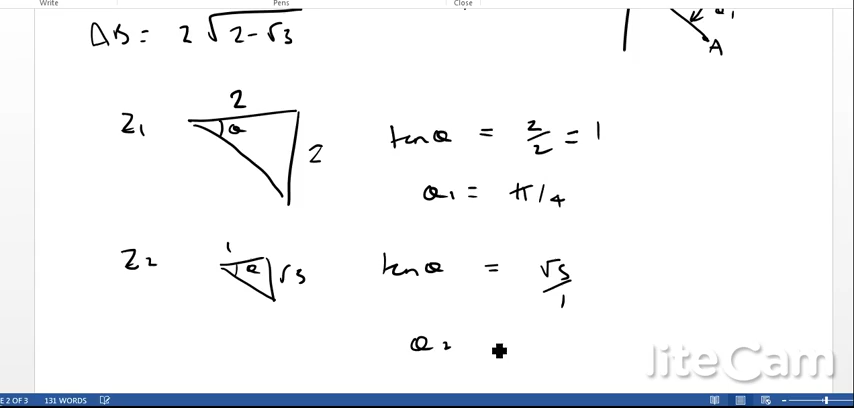 Write Pens Close
AB = 2 √2-√3
θ1
A
Z1 2 θ 2 tanθ = 2/2 = 1
θ1 = π/4
Z2 1 θ √3 tanθ = √3/1
θ2
liteCam
E 2 OF 3 131 WORDS